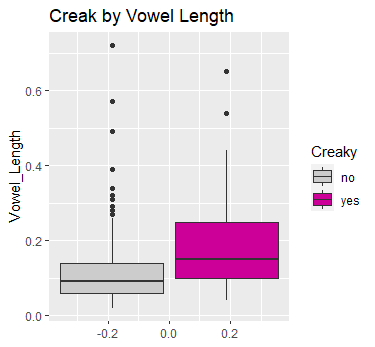 Creak by Vowel Length
Vowel_Length
0.6
0.4
0.2
0.0
-0.2
0.0
0.2
Creaky
no
yes